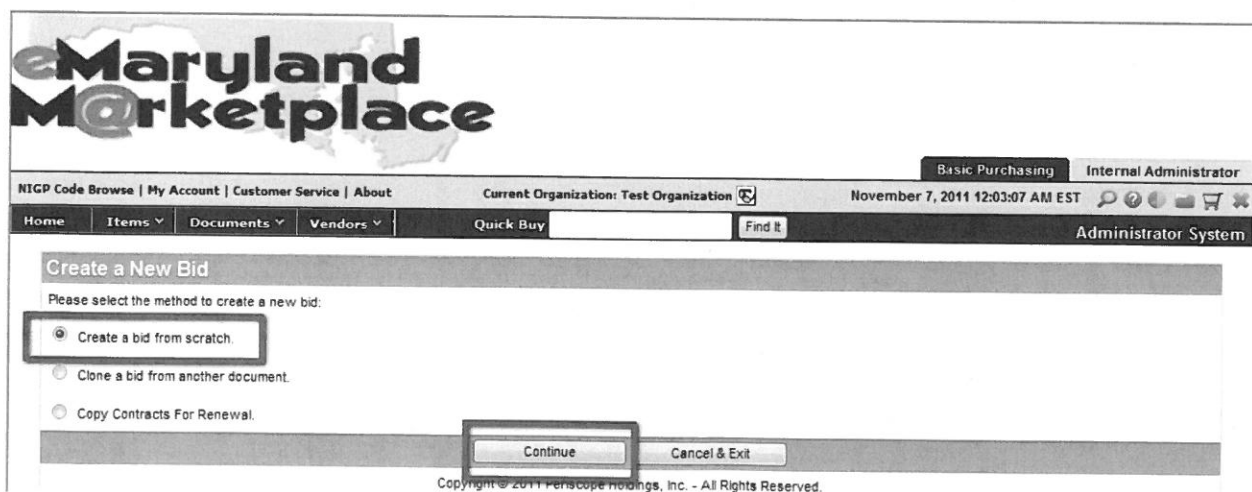 eMaryland
M@rketplace
Basic Purchasing Internal Administrator
NIGP Code Browse | My Account | Customer Service | About Current Organization: Test Organization November 7, 2011 12:03:07 AM EST
Home Items Documents Vendors Quick Buy Find It Administrator System
Create a New Bid
Please select the method to create a new bid:
Create a bid from scratch.
Clone a bid from another document.
Copy Contracts For Renewal.
Continue Cancel & Exit
Copyright © 2011 Periscope Holdings, Inc. - All Rights Reserved.